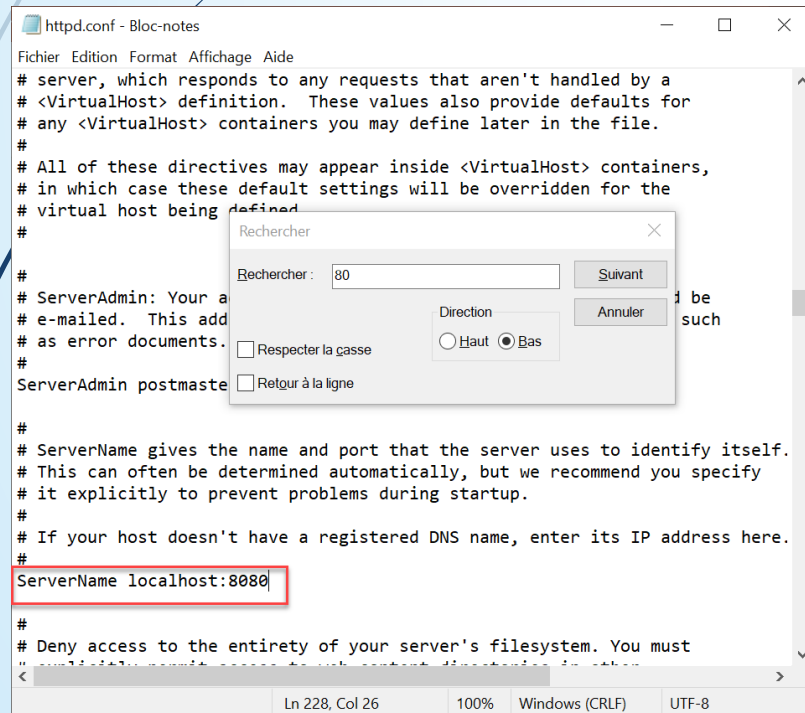 httpd.conf - Bloc-notes
Fichier Edition Format Affichage Aide
# server, which responds to any requests that aren't handled by a
# <VirtualHost> definition.  These values also provide defaults for
# any <VirtualHost> containers you may define later in the file.
#
# All of these directives may appear inside <VirtualHost> containers,
# in which case these default settings will be overridden for the
# virtual host being defined
#
Rechercher
Rechercher : 80 Suivant
Direction Annuler
Haut Bas
Respecter la casse
Retour à la ligne
#
# ServerAdmin: Your be
# e-mailed.  This such
# as error documents.
#
ServerAdmin
#
# ServerName gives the name and port that the server uses to identify itself.
# This can often be determined automatically, but we recommend you specify
# it explicitly to prevent problems during startup.
#
# If your host doesn't have a registered DNS name, enter its IP address here.
#
ServerName localhost:8080
#
# Deny access to the entirety of your server's filesystem. You must
Ln 228, Col 26 100% Windows (CRLF) UTF-8